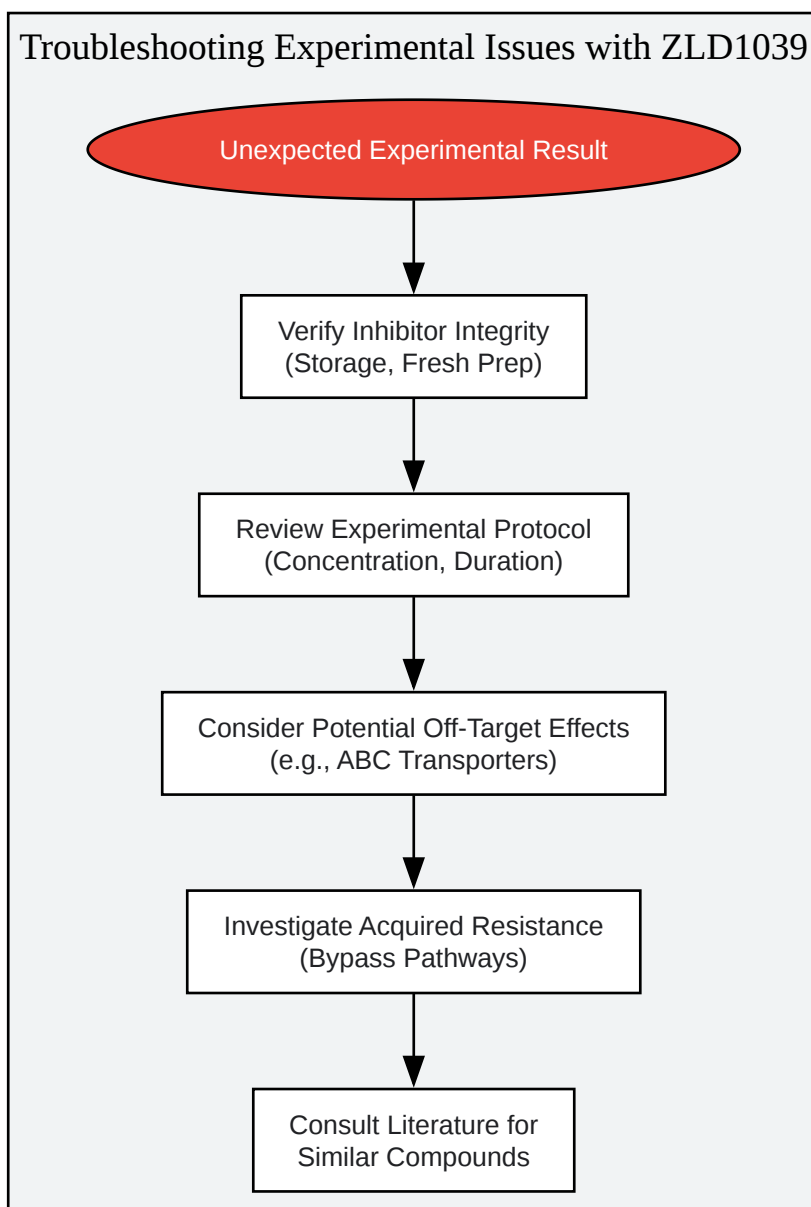 Troubleshooting Experimental Issues with ZLD1039
Unexpected Experimental Result
Verify Inhibitor Integrity
(Storage, Fresh Prep)
Review Experimental Protocol
(Concentration, Duration)
Consider Potential Off-Target Effects
(e.g., ABC Transporters)
Investigate Acquired Resistance
(Bypass Pathways)
Consult Literature for
Similar Compounds